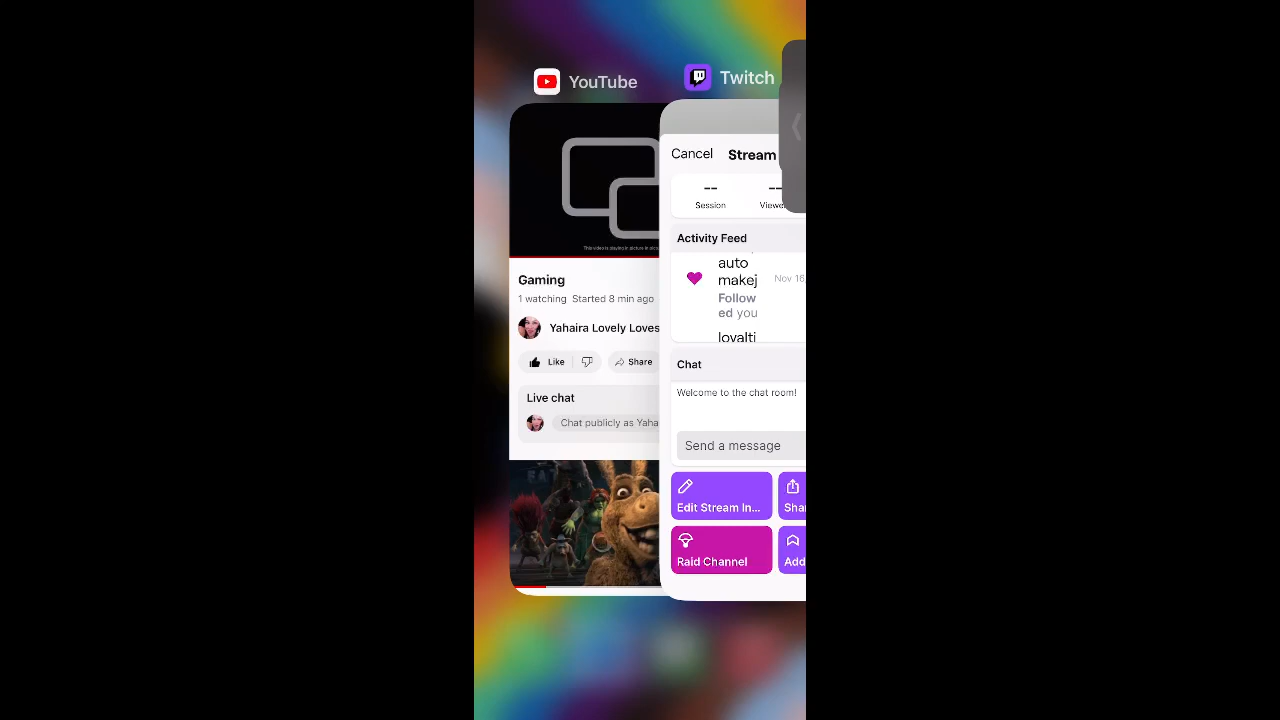 YouTube
Twitch
Cancel
Stream
--
--
Session
Activity Feed
auto
makej
Nov 16,
Follow
ed you
loyalti
Chat
Welcome to the chat room!
Send a message
Edit Stream In...
Raid Channel
Add
Gaming
1 watching Started 8 min ago
Yahaira Lovely Loves
Like
Share
Live chat
Chat publicly as Yaha